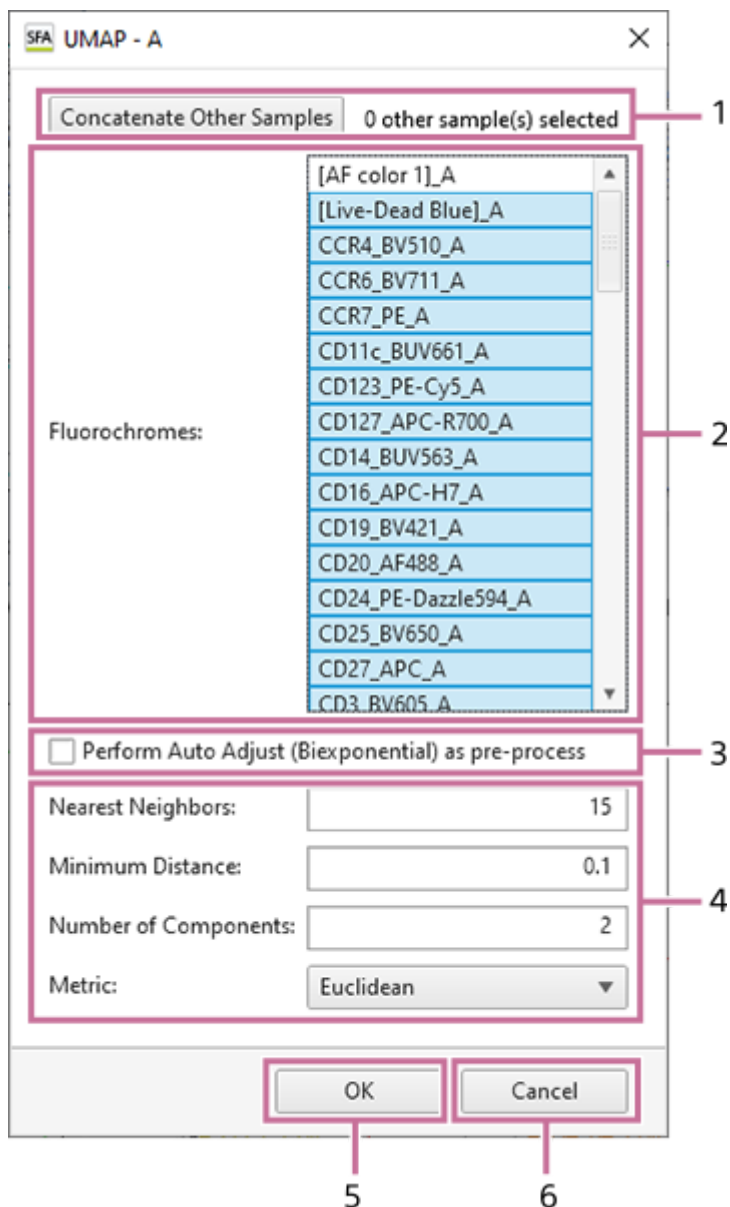 SFA UMAP - A
Concatenate Other Samples 0 other sample(s) selected 1
[AF color 1]_A
[Live-Dead Blue]_A
CCR4_BV510_A
CCR6_BV711_A
CCR7_PE_A
CD11c_BUV661_A
CD123_PE-Cy5_A
CD127_APC-R700_A
Fluorochromes: 2
CD14_BUV563_A
CD16_APC-H7_A
CD19_BV421_A
CD20_AF488_A
CD24_PE-Dazzle594_A
CD25_BV650_A
CD27_APC_A
CD3_BV605_A
Perform Auto Adjust (Biexponential) as pre-process 3
Nearest Neighbors: 15
Minimum Distance: 0.1
4
Number of Components: 2
Metric: Euclidean
OK Cancel
5 6